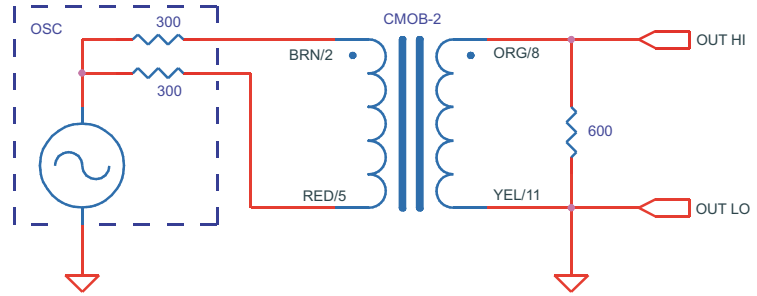 OSC
300
300
CMOB-2
BRN/2
ORG/8
OUT HI
600
RED/5
YEL/11
OUT LO